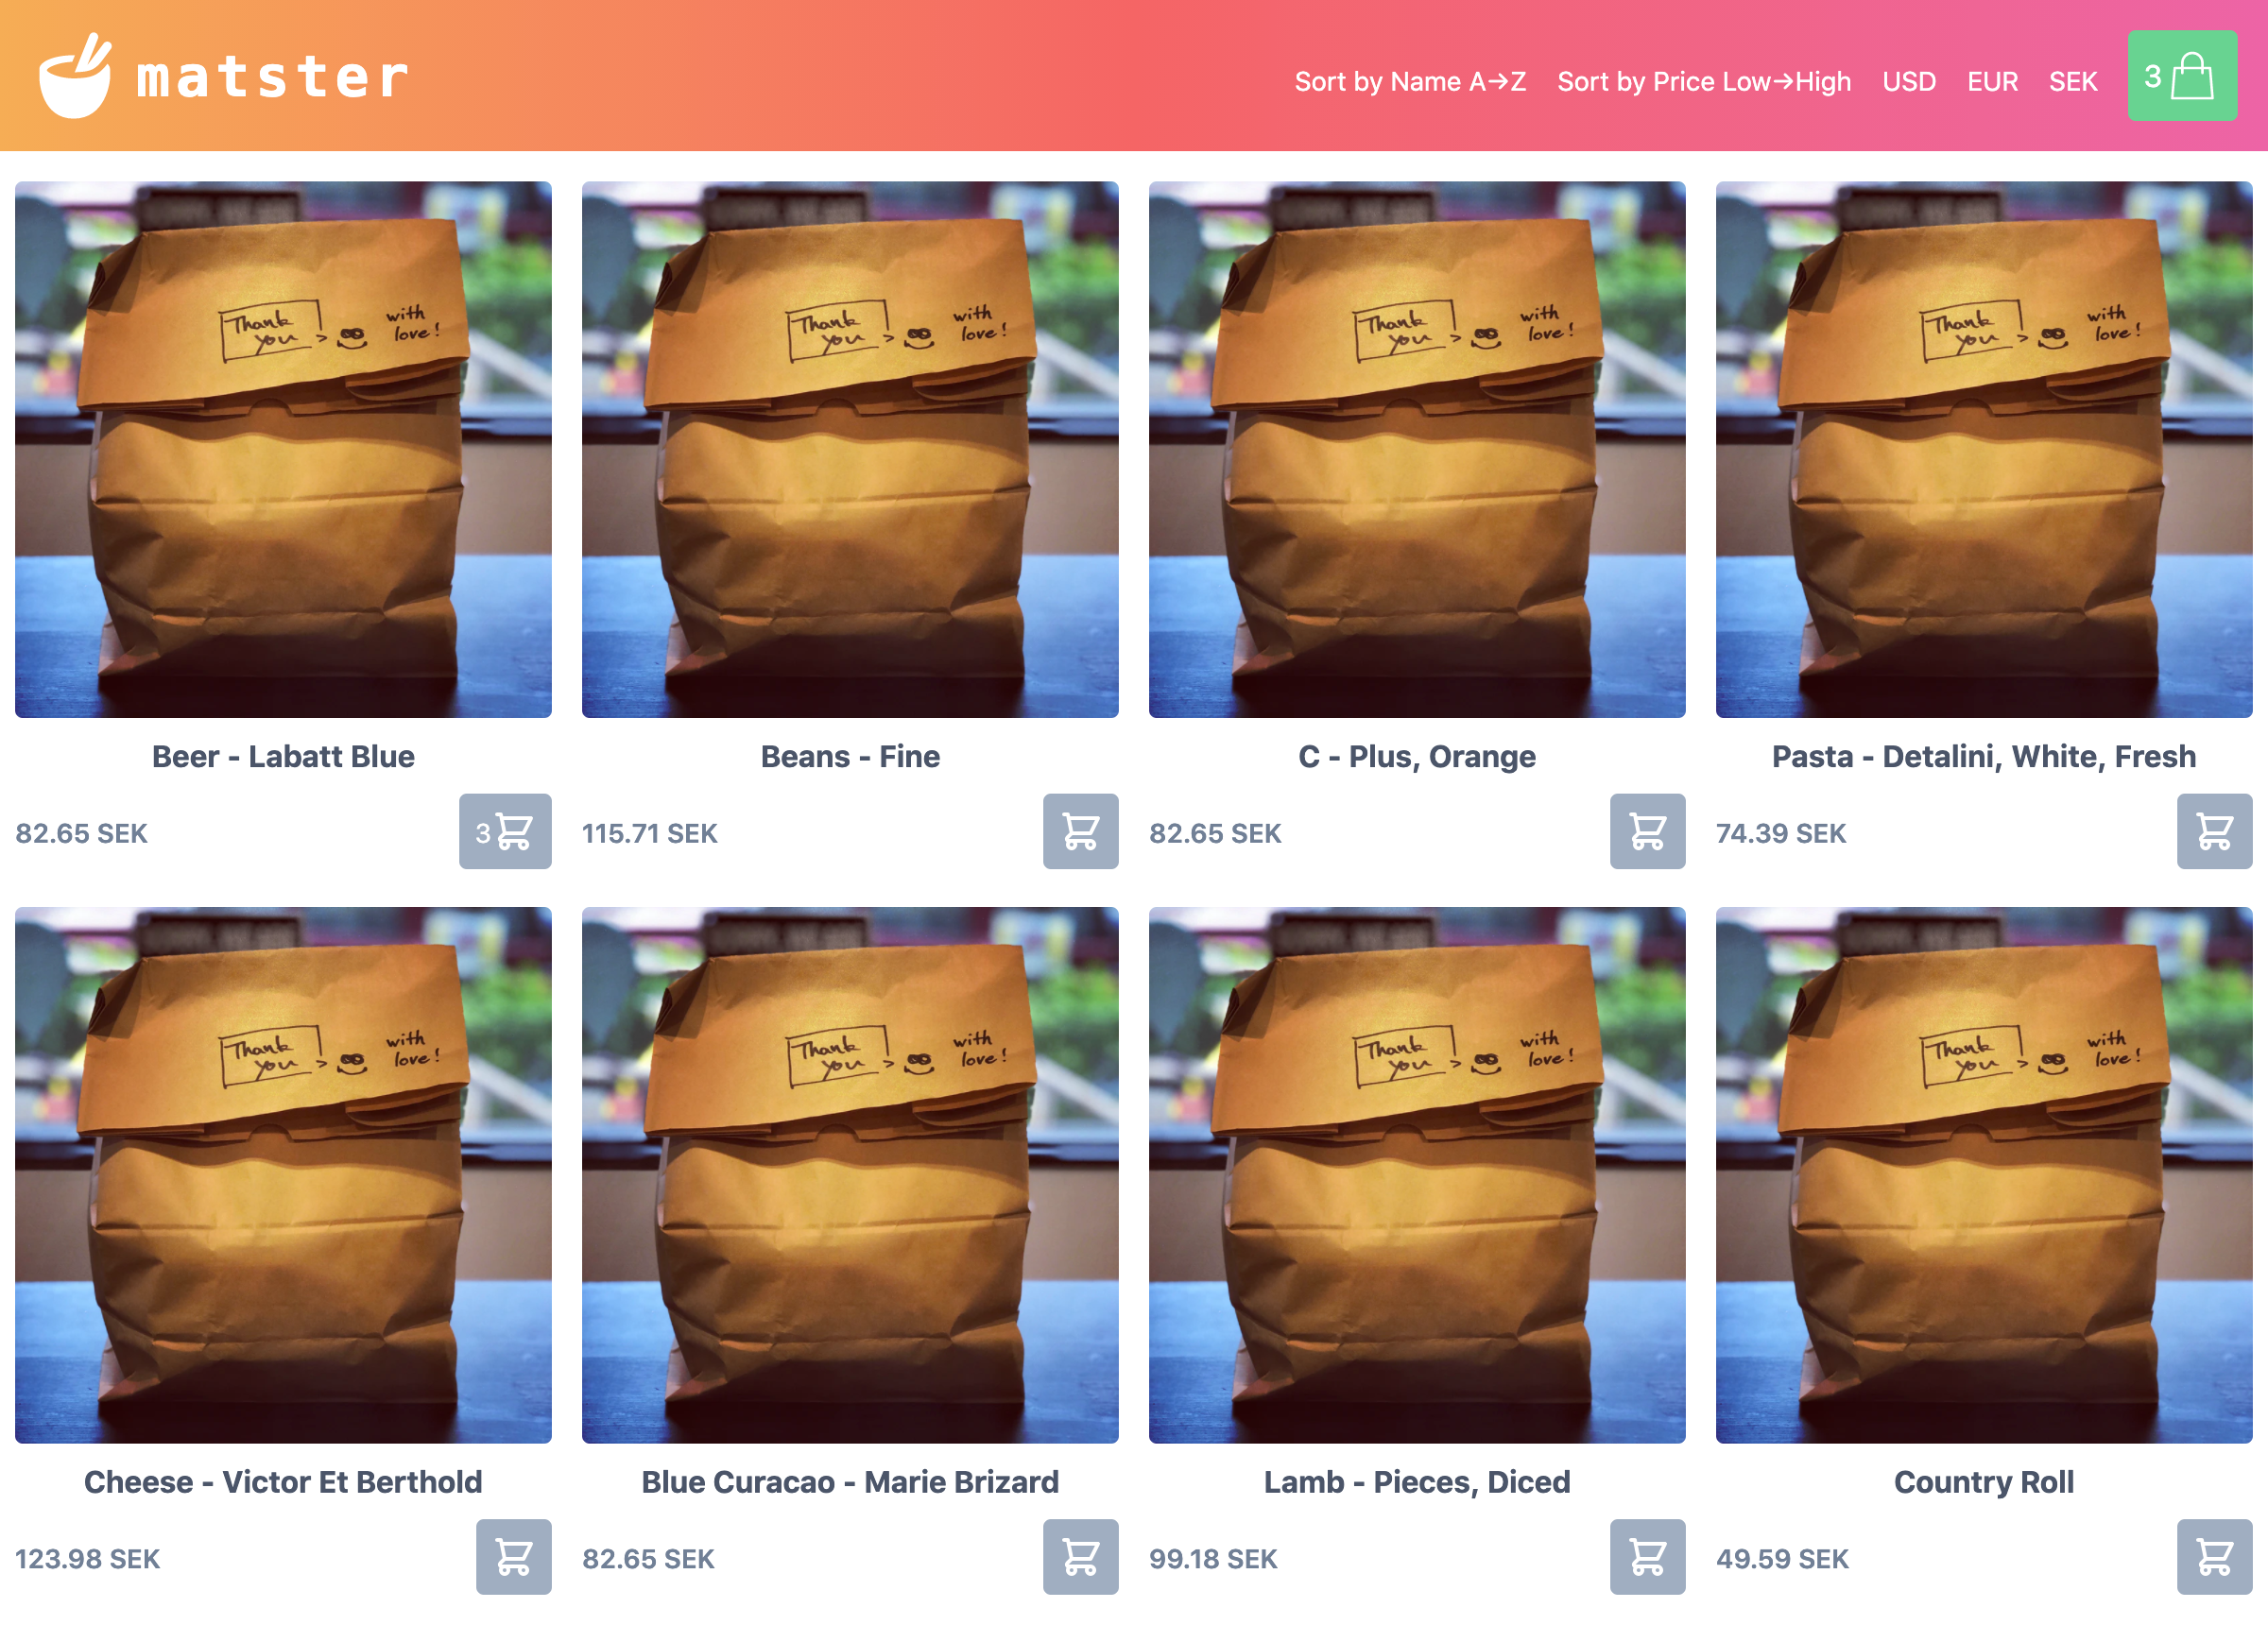 matster
Sort by Name A→Z Sort by Price Low→High USD EUR SEK 3
Thank you > with love!
Thank you > with love!
Thank you > with love!
Thank you > with love!
Beer - Labatt Blue
Beans - Fine
C - Plus, Orange
Pasta - Detalini, White, Fresh
82.65 SEK 3
115.71 SEK
82.65 SEK
74.39 SEK
Thank you > with love!
Thank you > with love!
Thank you > with love!
Thank you > with love!
Cheese - Victor Et Berthold
Blue Curacao - Marie Brizard
Lamb - Pieces, Diced
Country Roll
123.98 SEK
82.65 SEK
99.18 SEK
49.59 SEK